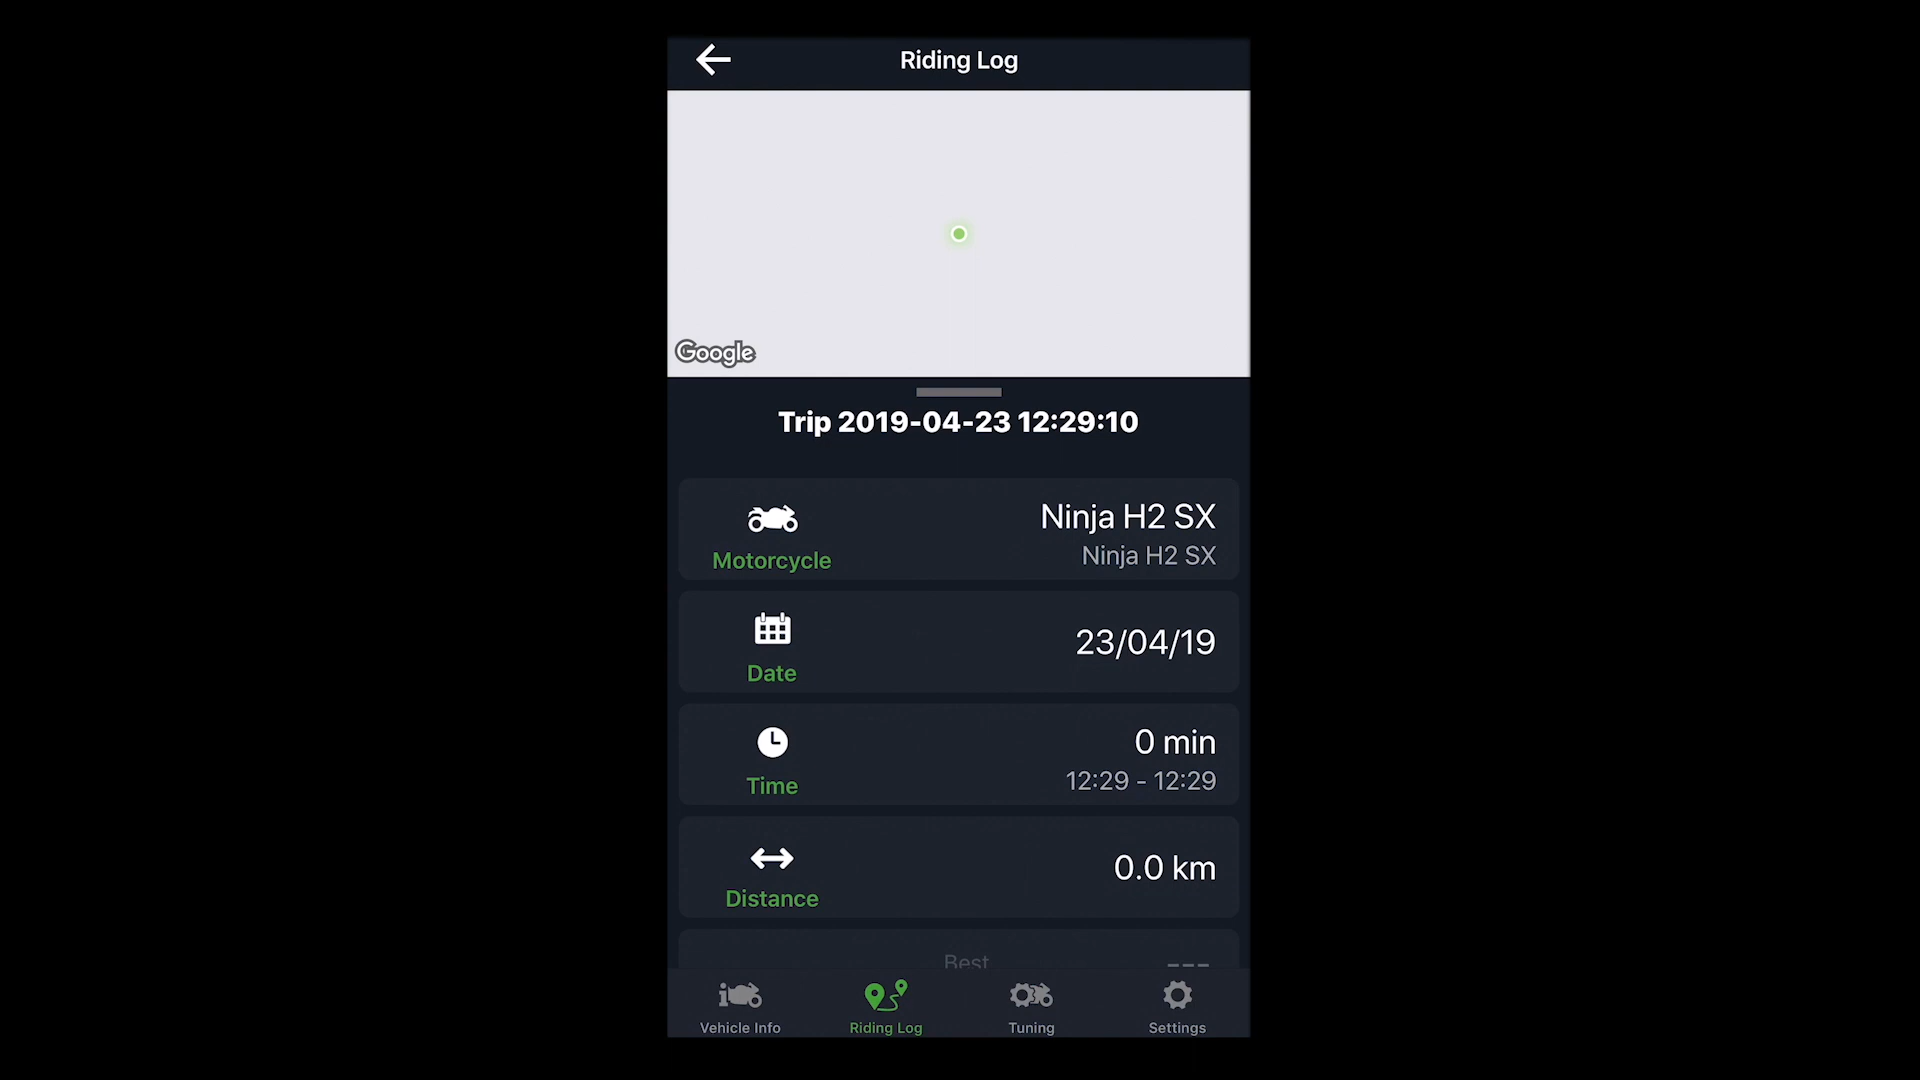 Riding Log
Google
Trip 2019-04-23 12:29:10
Motorcycle
Ninja H2 SX
Ninja H2 SX
Date
23/04/19
Time
0 min
12:29 - 12:29
Distance
0.0 km
Best
---
Vehicle Info
Riding Log
Tuning
Settings